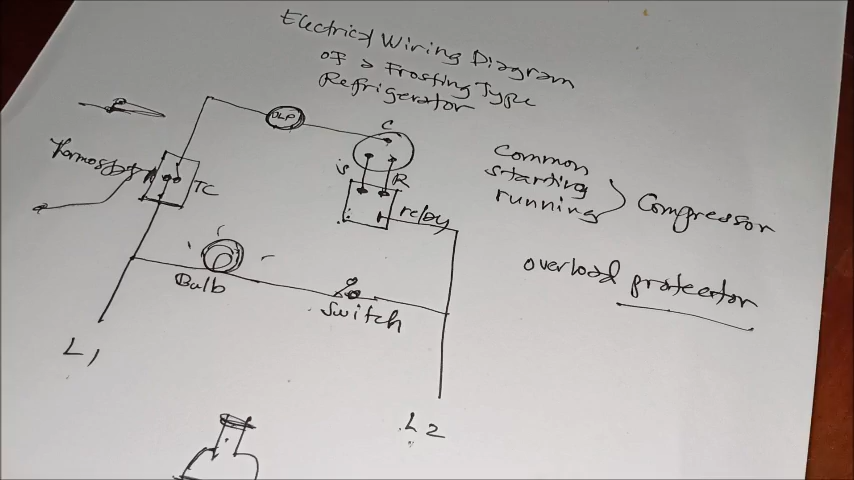 Electrical Wiring Diagram
of a Frosting Type
Refrigerator
OLP
C
S
R
relay
Thermostat
TC
Common
starting
running
Compressor
overload protector
Bulb
Switch
L1
L2